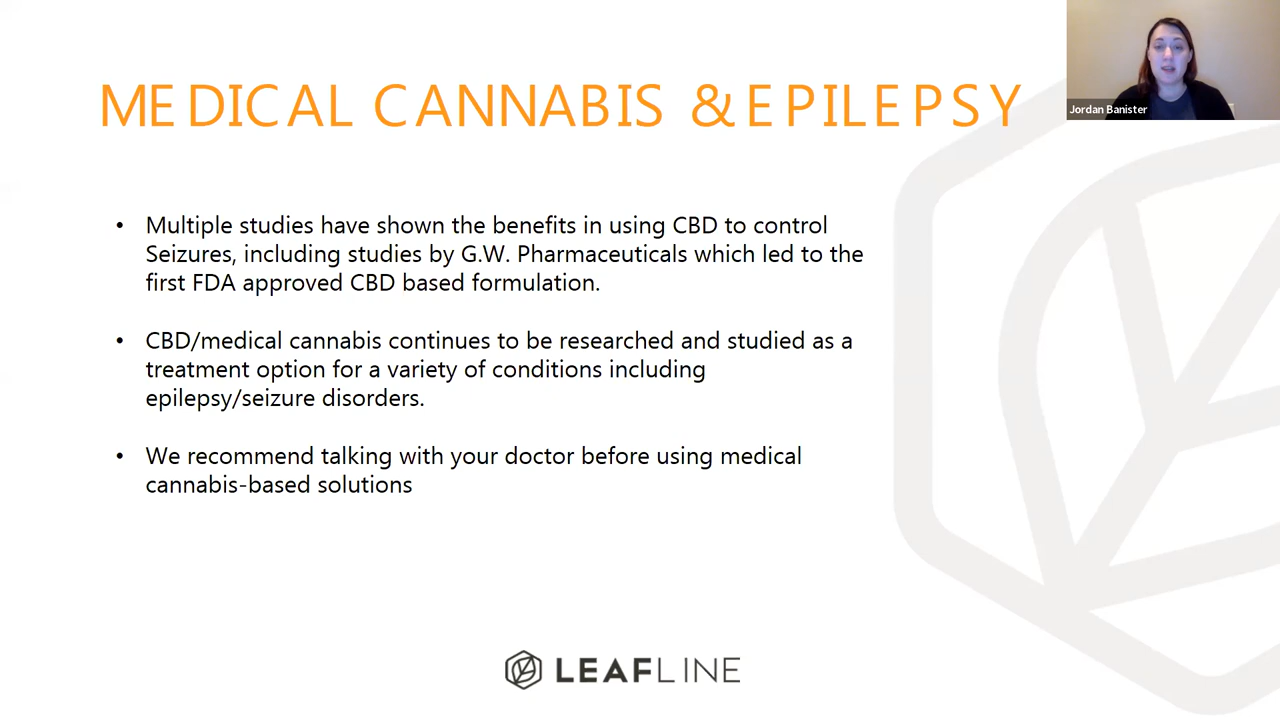 MEDICAL CANNABIS & EPILEPSY
Jordan Banister
• Multiple studies have shown the benefits in using CBD to control
Seizures, including studies by G.W. Pharmaceuticals which led to the
first FDA approved CBD based formulation.
• CBD/medical cannabis continues to be researched and studied as a
treatment option for a variety of conditions including
epilepsy/seizure disorders.
• We recommend talking with your doctor before using medical
cannabis-based solutions
LEAFLINE